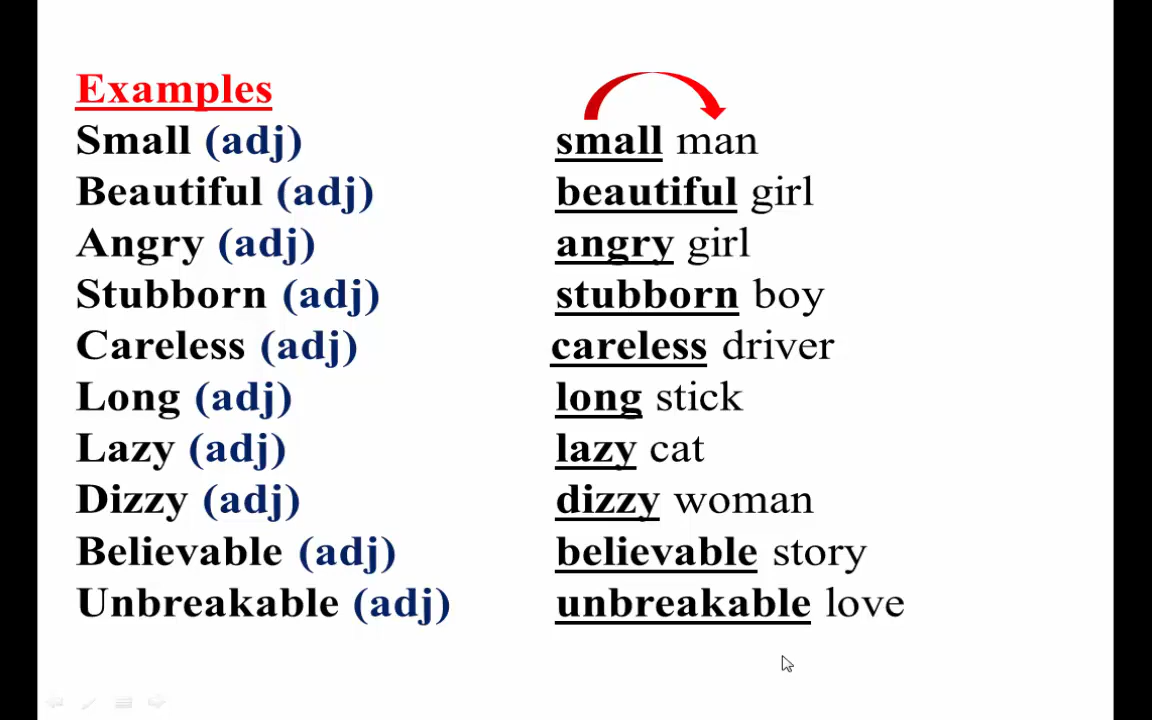 Examples
Small (adj) small man
Beautiful (adj) beautiful girl
Angry (adj) angry girl
Stubborn (adj) stubborn boy
Careless (adj) careless driver
Long (adj) long stick
Lazy (adj) lazy cat
Dizzy (adj) dizzy woman
Believable (adj) believable story
Unbreakable (adj) unbreakable love